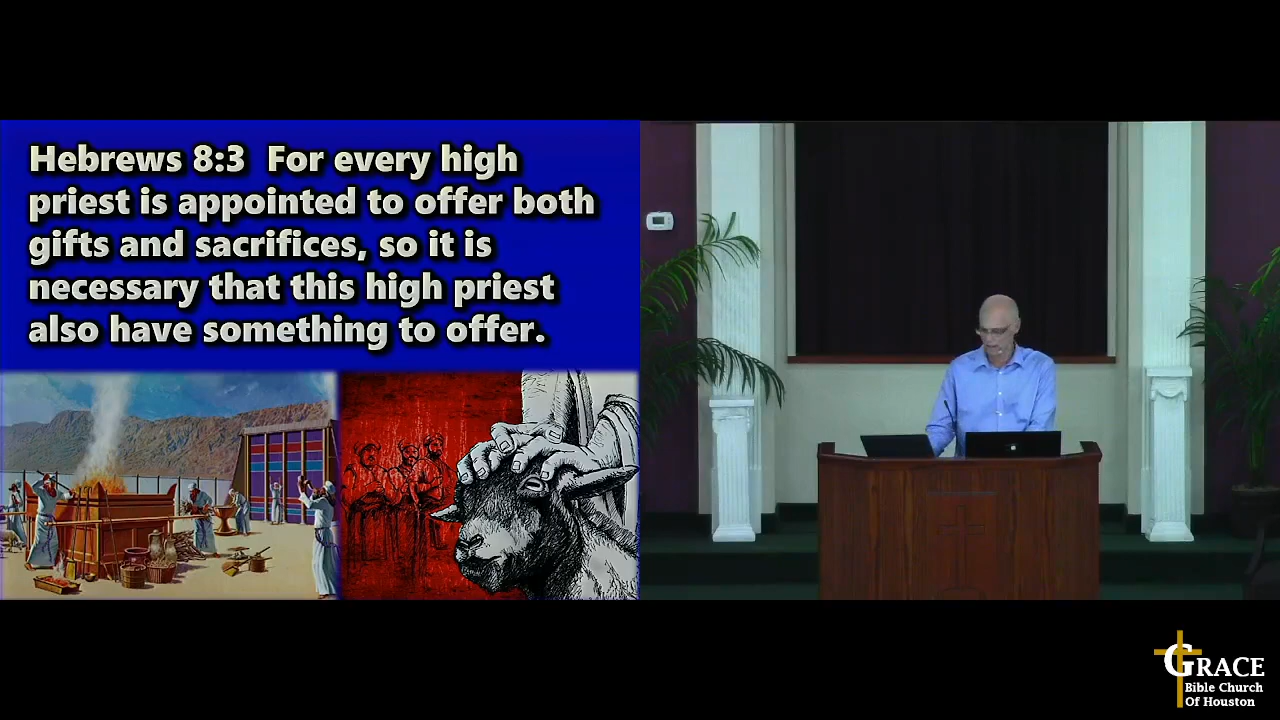 Hebrews 8:3 For every high
priest is appointed to offer both
gifts and sacrifices, so it is
necessary that this high priest
also have something to offer.
GRACE
Bible Church
Of Houston